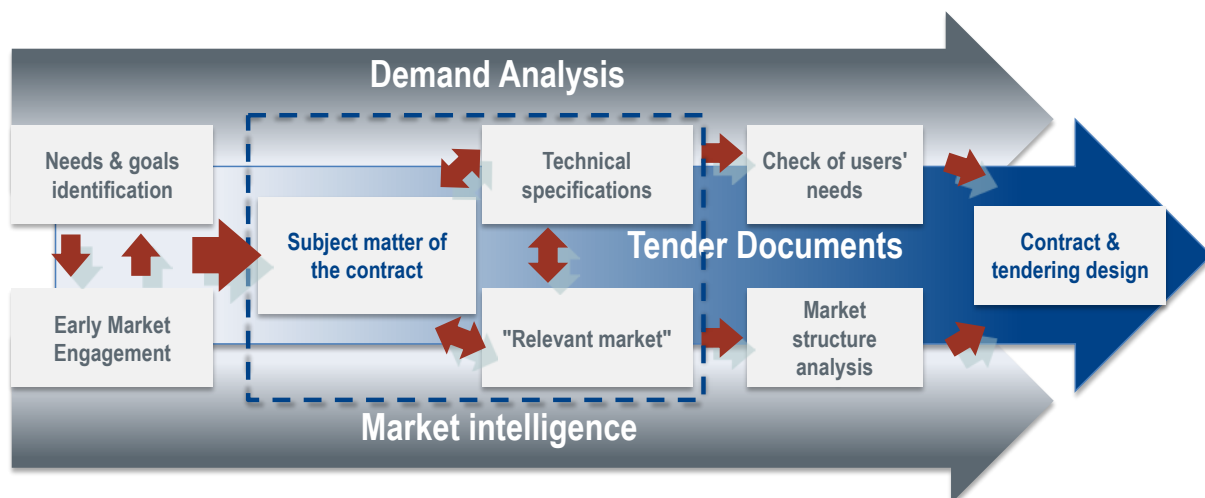 Demand Analysis
Needs & goals
identification
Technical
specifications
Check of users'
needs
Subject matter of
the contract
Tender Documents
Contract &
tendering design
Early Market
Engagement
"Relevant market"
Market
structure
analysis
Market intelligence